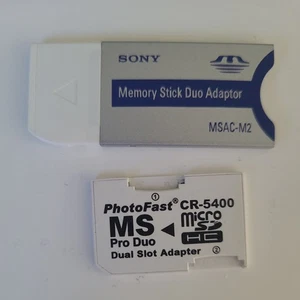 SONY
Memory Stick Duo Adaptor
MSAC-M2
①
PhotoFast® CR-5400
MS micro
SD
HC
Pro Duo
Dual Slot Adapter ②